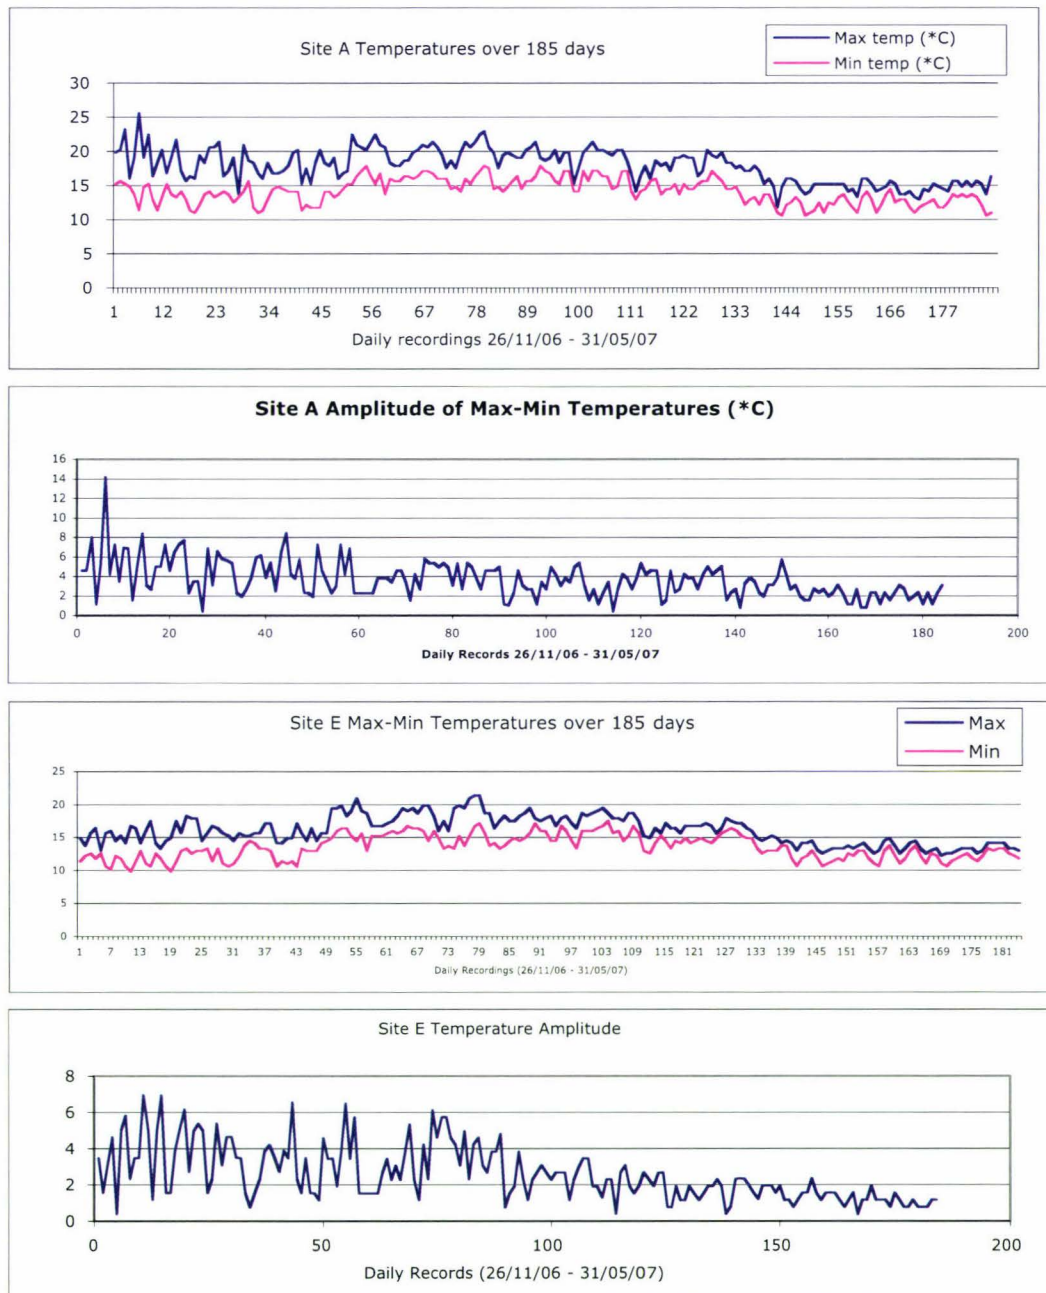 Site A Temperatures over 185 days
Max temp (*C)
Min temp (*C)
30
25
20
15
10
5
0
1 12 23 34 45 56 67 78 89 100 111 122 133 144 155 166 177
Daily recordings 26/11/06 - 31/05/07
Site A Amplitude of Max-Min Temperatures (*C)
16
14
12
10
8
6
4
2
0
0 20 40 60 80 100 120 140 160 180 200
Daily Records 26/11/06 - 31/05/07
Site E Max-Min Temperatures over 185 days
Max
Min
25
20
15
10
5
0
1 7 13 19 25 31 37 43 49 55 61 67 73 79 85 91 97 103 109 115 121 127 133 139 145 151 157 163 169 175 181
Daily Recordings (26/11/06 - 31/05/07)
Site E Temperature Amplitude
8
6
4
2
0
0 50 100 150 200
Daily Records (26/11/06 - 31/05/07)